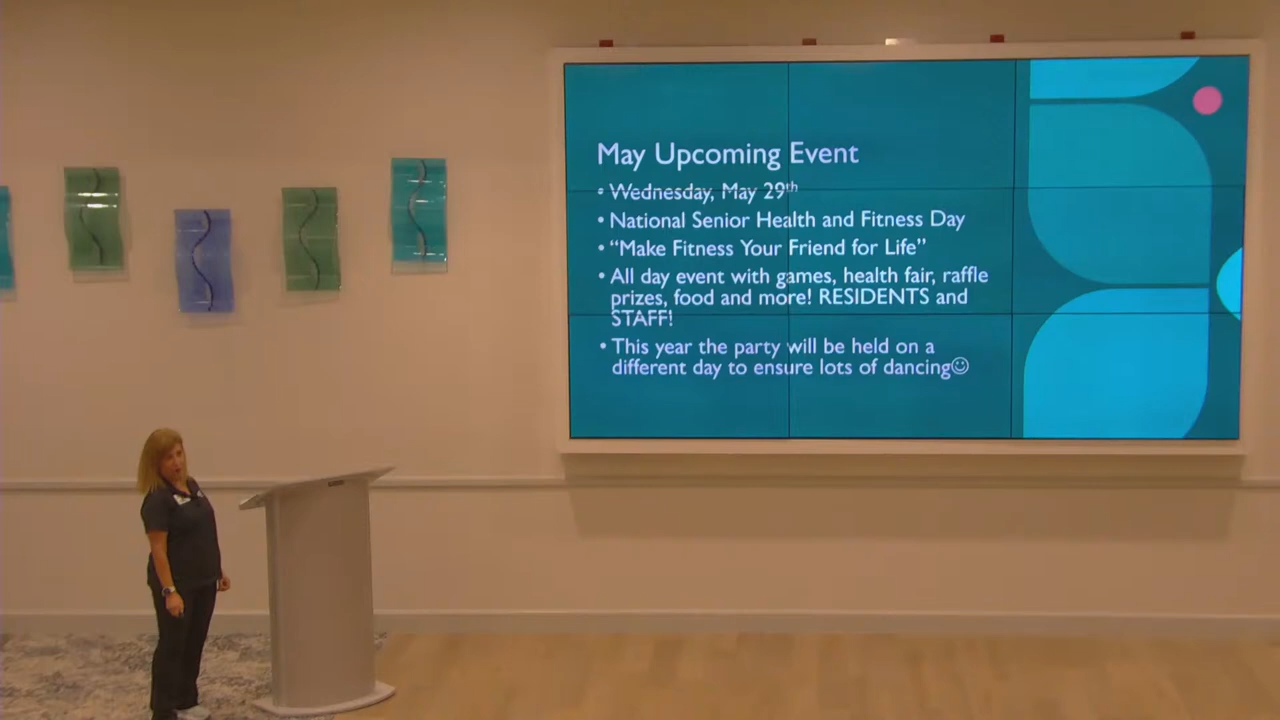 May Upcoming Event
• Wednesday, May 29th
• National Senior Health and Fitness Day
• “Make Fitness Your Friend for Life”
• All day event with games, health fair, raffle
prizes, food and more! RESIDENTS and
STAFF!
• This year the party will be held on a
different day to ensure lots of dancing☺